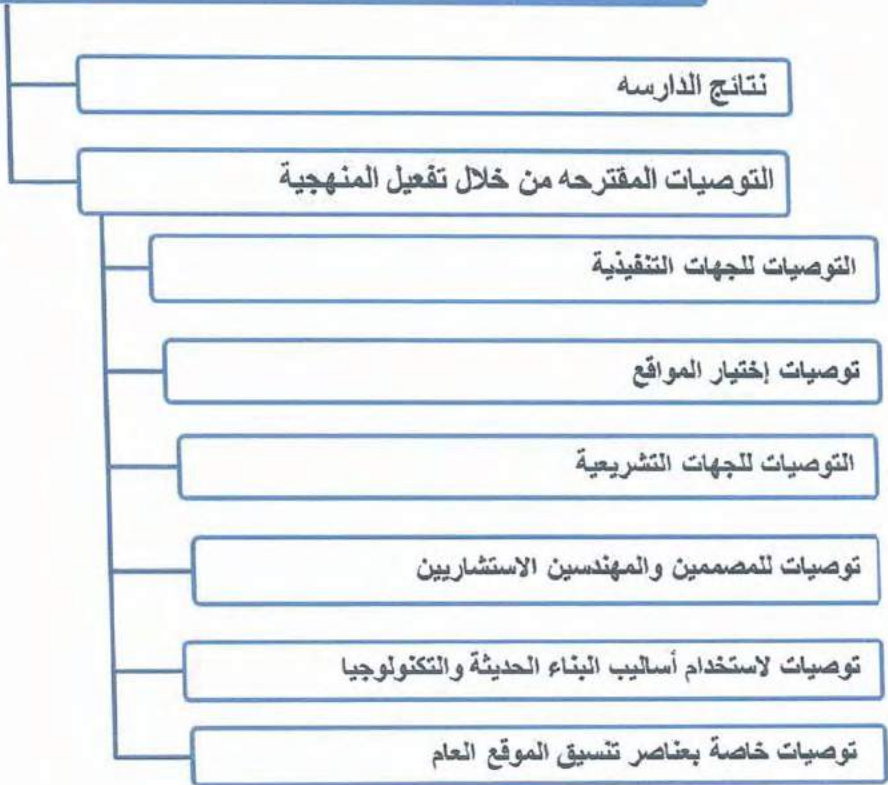 نتائج الدارسه
التوصيات المقترحه من خلال تفعيل المنهجية
التوصيات للجهات التنفيذية
توصيات إختيار المواقع
التوصيات للجهات التشريعية
توصيات للمصممين والمهندسين الاستشاريين
توصيات لاستخدام أساليب البناء الحديثة والتكنولوجيا
توصيات خاصة بعناصر تنسيق الموقع العام